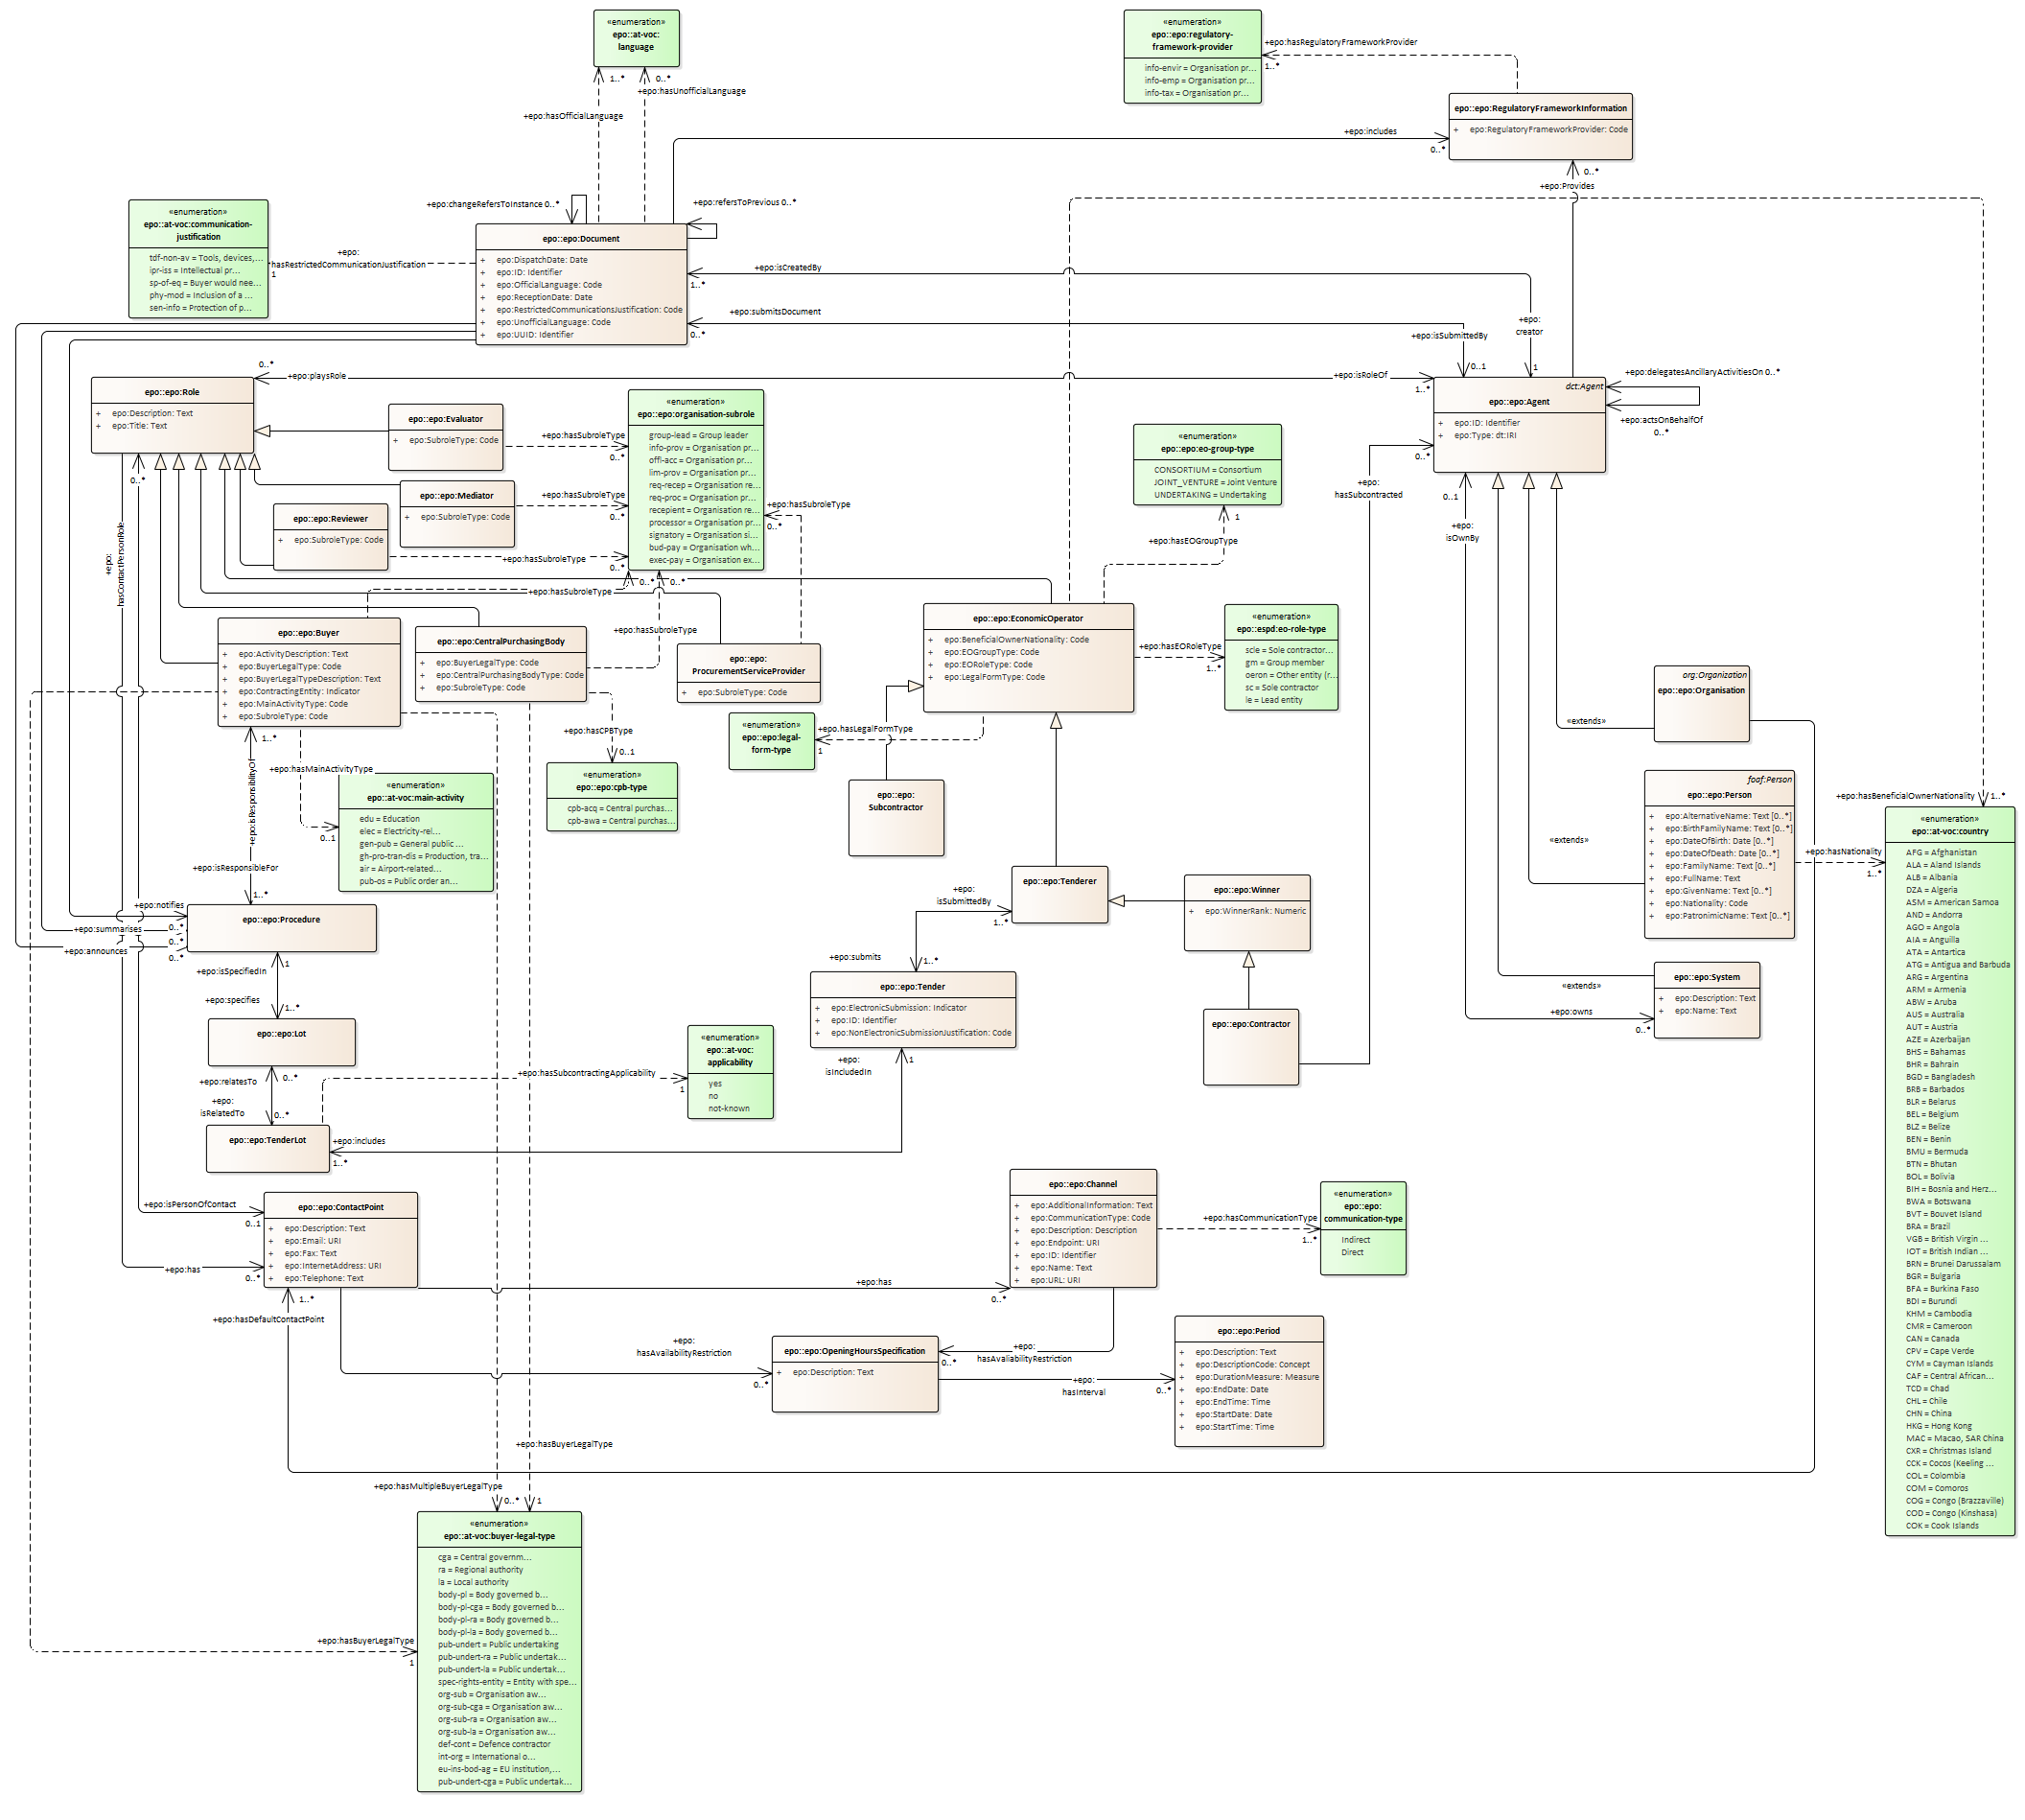 «enumeration»
epo::at-voc:
language
1..*
0..*
+epo:hasUnofficialLanguage
+epo:hasOfficialLanguage
«enumeration»
epo::epo:regulatory-
framework-provider
info-envir = Organisation pr...
info-emp = Organisation pr...
info-tax = Organisation pr...
+epo:hasRegulatoryFrameworkProvider
1..*
epo::epo:RegulatoryFrameworkInformation
+ epo:RegulatoryFrameworkProvider: Code
+epo:includes
0..*
0..*
+epo:Provides
«enumeration»
epo::at-voc:communication-
justification
tdf-non-av = Tools, devices,...
ipr-iss = Intellectual pr...
sp-of-eq = Buyer would nee...
phy-mod = Inclusion of a ...
sen-info = Protection of p...
+epo:
hasRestrictedCommunicationJustification
1
+epo:changeRefersToInstance 0..*
+epo:refersToPrevious 0..*
epo::epo:Document
+ epo:DispatchDate: Date
+ epo:ID: Identifier
+ epo:OfficialLanguage: Code
+ epo:ReceptionDate: Date
+ epo:RestrictedCommunicationsJustification: Code
+ epo:UnofficialLanguage: Code
+ epo:UUID: Identifier
+epo:isCreatedBy
1..*
+epo:submitsDocument
0..*
+epo:
creator
1
+epo:isSubmittedBy
0..1
0..*
+epo:playsRole
+epo:isRoleOf
1..*
epo::epo:Role
+ epo:Description: Text
+ epo:Title: Text
dct:Agent
epo::epo:Agent
+ epo:ID: Identifier
+ epo:Type: dt:IRI
+epo:delegatesAncillaryActivitiesOn 0..*
+epo:actsOnBehalfOf
0..*
epo::epo:Evaluator
+ epo:SubroleType: Code
+epo:hasSubroleType
0..*
epo::epo:Mediator
+ epo:SubroleType: Code
+epo:hasSubroleType
0..*
epo::epo:Reviewer
+ epo:SubroleType: Code
+epo:hasSubroleType
0..*
«enumeration»
epo::epo:organisation-subrole
group-lead = Group leader
info-prov = Organisation pr...
offl-acc = Organisation pr...
lim-prov = Organisation pr...
req-recep = Organisation re...
req-proc = Organisation pr...
recepient = Organisation re...
processor = Organisation pr...
signatory = Organisation si...
bud-pay = Organisation wh...
exec-pay = Organisation ex...
+epo:hasSubroleType
0..*
0..*
0..*
+epo:hasSubroleType
+epo:hasSubroleType
«enumeration»
epo::epo:eo-group-type
CONSORTIUM = Consortium
JOINT_VENTURE = Joint Venture
UNDERTAKING = Undertaking
1
+epo:hasEOGroupType
0..*
+epo:
hasSubcontracted
0..1
+epo:
isOwnBy
0..*
+epo:
hasContactPersonRole
epo::epo:Buyer
+ epo:ActivityDescription: Text
+ epo:BuyerLegalType: Code
+ epo:BuyerLegalTypeDescription: Text
+ epo:ContractingEntity: Indicator
+ epo:MainActivityType: Code
+ epo:SubroleType: Code
epo::epo:CentralPurchasingBody
+ epo:BuyerLegalType: Code
+ epo:CentralPurchasingBodyType: Code
+ epo:SubroleType: Code
epo::epo:
ProcurementServiceProvider
+ epo:SubroleType: Code
epo::epo:EconomicOperator
+ epo:BeneficialOwnerNationality: Code
+ epo:EOGroupType: Code
+ epo:EORoleType: Code
+ epo:LegalFormType: Code
+epo:hasEORoleType
1..*
«enumeration»
epo::espd:eo-role-type
scle = Sole contractor...
gm = Group member
oeron = Other entity (r...
sc = Sole contractor
le = Lead entity
org:Organization
epo::epo:Organisation
«extends»
+epo:hasCPBType
0..1
«enumeration»
epo::epo:cpb-type
cpb-acq = Central purchas...
cpb-awa = Central purchas...
«enumeration»
epo::epo:legal-
form-type
+epo.hasLegalFormType
1
epo::epo:
Subcontractor
1..*
+epo:isResponsiblityOf
+epo:isResponsibleFor
1..*
+epo:hasMainActivityType
0..1
«enumeration»
epo::at-voc:main-activity
edu = Education
elec = Electricity-rel...
gen-pub = General public ...
gh-pro-tran-dis = Production, tra...
air = Airport-related...
pub-os = Public order an...
foaf:Person
epo::epo:Person
+ epo:AlternativeName: Text [0..*]
+ epo:BirthFamilyName: Text [0..*]
+ epo:DateOfBirth: Date [0..*]
+ epo:DateOfDeath: Date [0..*]
+ epo:FamilyName: Text [0..*]
+ epo:FullName: Text
+ epo:GivenName: Text [0..*]
+ epo:Nationality: Code
+ epo:PatronimicName: Text [0..*]
«extends»
+epo:hasBeneficialOwnerNationality
1..*
+epo:hasNationality
1..*
«enumeration»
epo::at-voc:country
AFG = Afghanistan
ALA = Aland Islands
ALB = Albania
DZA = Algeria
ASM = American Samoa
AND = Andorra
AGO = Angola
AIA = Anguilla
ATA = Antartica
ATG = Antigua and Barbuda
ARG = Argentina
ARM = Armenia
ABW = Aruba
AUS = Australia
AUT = Austria
AZE = Azerbaijan
BHS = Bahamas
BHR = Bahrain
BGD = Bangladesh
BRB = Barbados
BLR = Belarus
BEL = Belgium
BLZ = Belize
BEN = Benin
BMU = Bermuda
BTN = Bhutan
BOL = Bolivia
BIH = Bosnia and Herz...
BWA = Botswana
BVT = Bouvet Island
BRA = Brazil
VGB = British Virgin ...
IOT = British Indian ...
BRN = Brunei Darussalam
BGR = Bulgaria
BFA = Burkina Faso
BDI = Burundi
KHM = Cambodia
CMR = Cameroon
CAN = Canada
CPV = Cape Verde
CYM = Cayman Islands
CAF = Central African...
TCD = Chad
CHL = Chile
CHN = China
HKG = Hong Kong
MAC = Macao, SAR China
CXR = Christmas Island
CCK = Cocos (Keeling ...
COL = Colombia
COM = Comoros
COG = Congo (Brazzaville)
COD = Congo (Kinshasa)
COK = Cook Islands
epo::epo:Tenderer
epo::epo:Winner
+ epo:WinnerRank: Numeric
+epo:
isSubmittedBy
1..*
+epo:submits
1..*
+epo:notifies
0..*
+epo:summarises
0..*
+epo:announces
0..*
epo::epo:Procedure
+epo:isSpecifiedIn
1
+epo:specifies
1..*
epo::epo:Lot
epo::epo:Tender
+ epo:ElectronicSubmission: Indicator
+ epo:ID: Identifier
+ epo:NonElectronicSubmissionJustification: Code
epo::epo:Contractor
epo::epo:System
+ epo:Description: Text
+ epo:Name: Text
«extends»
+epo:owns
0..*
+epo:relatesTo
0..*
+epo:
isRelatedTo
0..*
+epo:hasSubcontractingApplicability
1
«enumeration»
epo::at-voc:
applicability
yes
no
not-known
+epo:
isIncludedIn
1
epo::epo:TenderLot
+epo:includes
1..*
+epo:isPersonOfContact
0..1
+epo:has
0..*
epo::epo:ContactPoint
+ epo:Description: Text
+ epo:Email: URI
+ epo:Fax: Text
+ epo:InternetAddress: URI
+ epo:Telephone: Text
1..*
+epo:hasDefaultContactPoint
+epo:has
0..*
epo::epo:Channel
+ epo:AdditionalInformation: Text
+ epo:CommunicationType: Code
+ epo:Description: Description
+ epo:Endpoint: URI
+ epo:ID: Identifier
+ epo:Name: Text
+ epo:URL: URI
+epo:hasCommunicationType
1..*
«enumeration»
epo::epo:
communication-type
Indirect
Direct
+epo:
hasAvailabilityRestriction
0..*
epo::epo:OpeningHoursSpecification
+ epo:Description: Text
+epo:
hasAvaliabilityRestriction
0..*
+epo:
hasInterval
0..*
epo::epo:Period
+ epo:Description: Text
+ epo:DescriptionCode: Concept
+ epo:DurationMeasure: Measure
+ epo:EndDate: Date
+ epo:EndTime: Time
+ epo:StartDate: Date
+ epo:StartTime: Time
+epo:hasBuyerLegalType
+epo:hasMultipleBuyerLegalType
0..*
1
«enumeration»
epo::at-voc:buyer-legal-type
cga = Central governm...
ra = Regional authority
la = Local authority
body-pl = Body governed b...
body-pl-cga = Body governed b...
body-pl-ra = Body governed b...
body-pl-la = Body governed b...
pub-undert = Public undertaking
pub-undert-ra = Public undertak...
pub-undert-la = Public undertak...
spec-rights-entity = Entity with spe...
org-sub = Organisation aw...
org-sub-cga = Organisation aw...
org-sub-ra = Organisation aw...
org-sub-la = Organisation aw...
def-cont = Defence contractor
int-org = International o...
eu-ins-bod-ag = EU institution,...
pub-undert-cga = Public undertak...
+epo:hasBuyerLegalType
1